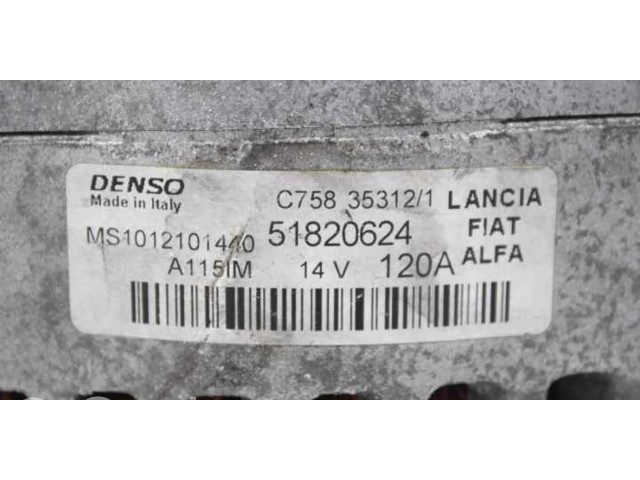 DENSO
Made in Italy
C758 35312/1 LANCIA
MS1012101440 51820624 FIAT
A115IM 14 V 120A ALFA